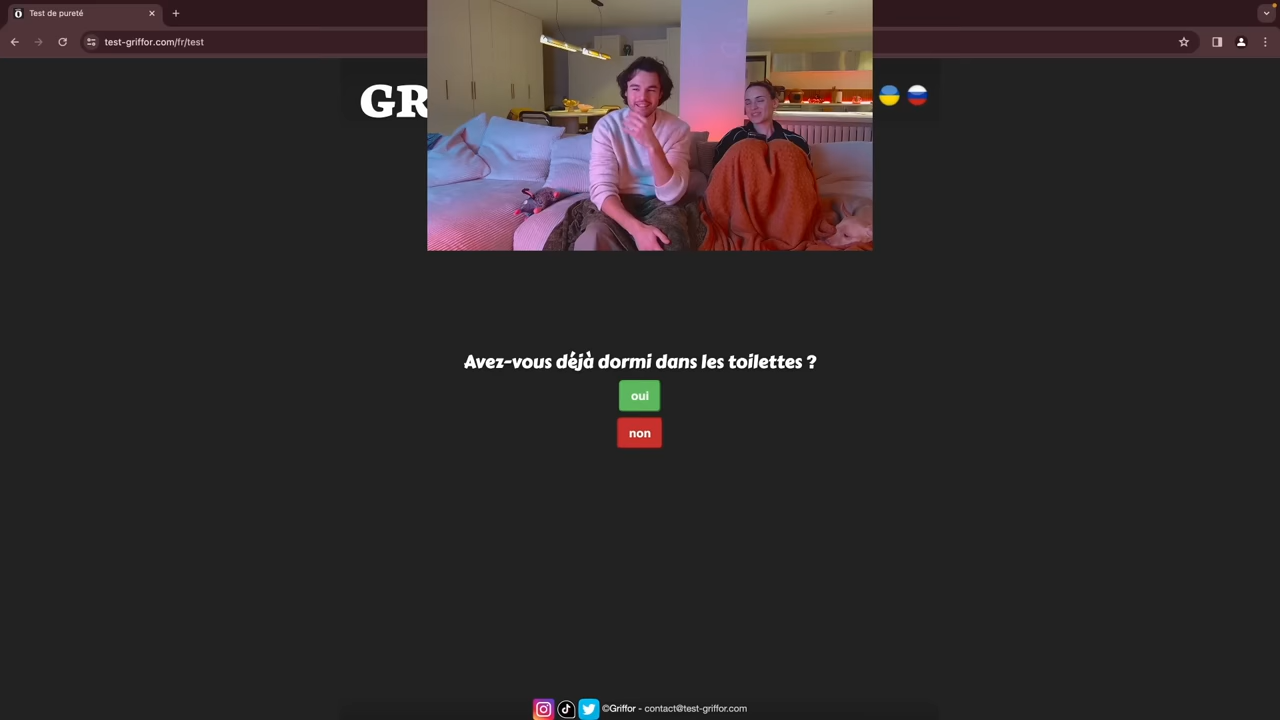 Test de pureté
test-griffor.com/fr/test
GR
Avez-vous déjà dormi dans les toilettes ?
oui
non
©Griffor - contact@test-griffor.com